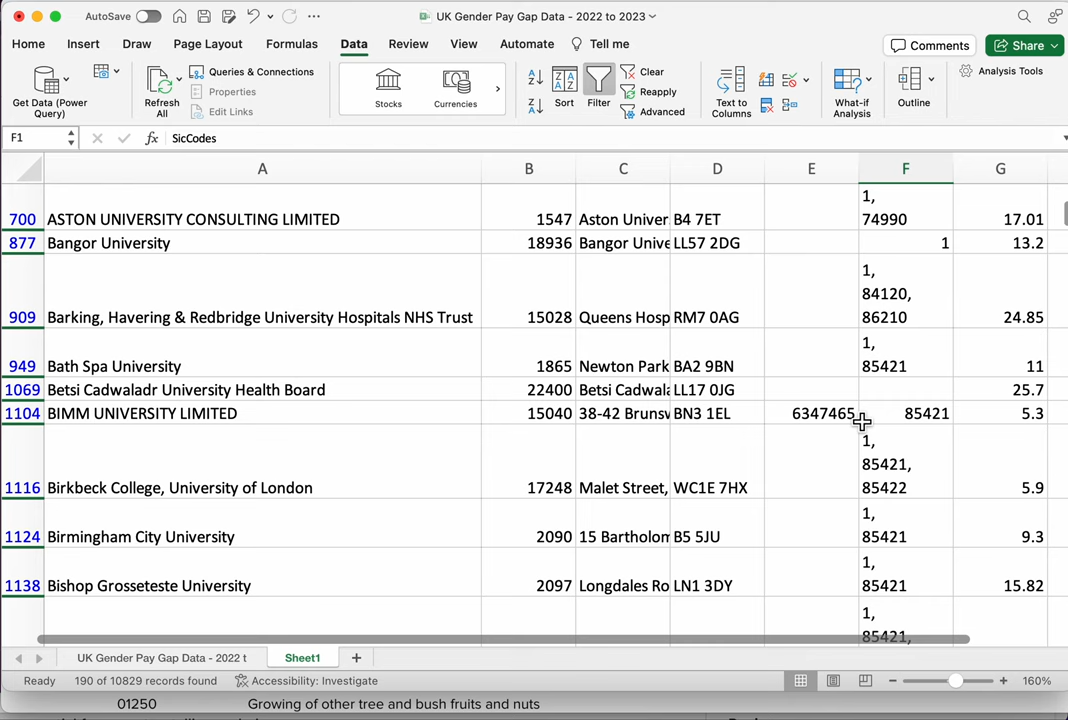 AutoSave
UK Gender Pay Gap Data - 2022 to 2023
Home Insert Draw Page Layout Formulas Data Review View Automate Tell me Comments Share
Get Data (Power Query)
Refresh All
Queries & Connections
Properties
Edit Links
Stocks
Currencies
Sort
Filter
Clear
Reapply
Advanced
Text to Columns
What-if Analysis
Outline
Analysis Tools
F1 fx SicCodes
A B C D E F G
1,
700 ASTON UNIVERSITY CONSULTING LIMITED 1547 Aston Univer B4 7ET 74990 17.01
877 Bangor University 18936 Bangor Unive LL57 2DG 1 13.2
1,
84120,
909 Barking, Havering & Redbridge University Hospitals NHS Trust 15028 Queens Hosp RM7 0AG 86210 24.85
1,
949 Bath Spa University 1865 Newton Park BA2 9BN 85421 11
1069 Betsi Cadwaladr University Health Board 22400 Betsi Cadwala LL17 0JG 25.7
1104 BIMM UNIVERSITY LIMITED 15040 38-42 Brunsw BN3 1EL 6347465 85421 5.3
1,
85421,
1116 Birkbeck College, University of London 17248 Malet Street, WC1E 7HX 85422 5.9
1,
1124 Birmingham City University 2090 15 Bartholom B5 5JU 85421 9.3
1,
1138 Bishop Grosseteste University 2097 Longdales Ro LN1 3DY 85421 15.82
1,
85421,
UK Gender Pay Gap Data - 2022 t Sheet1
Ready 190 of 10829 records found Accessibility: Investigate 160%
01250 Growing of other tree and bush fruits and nuts